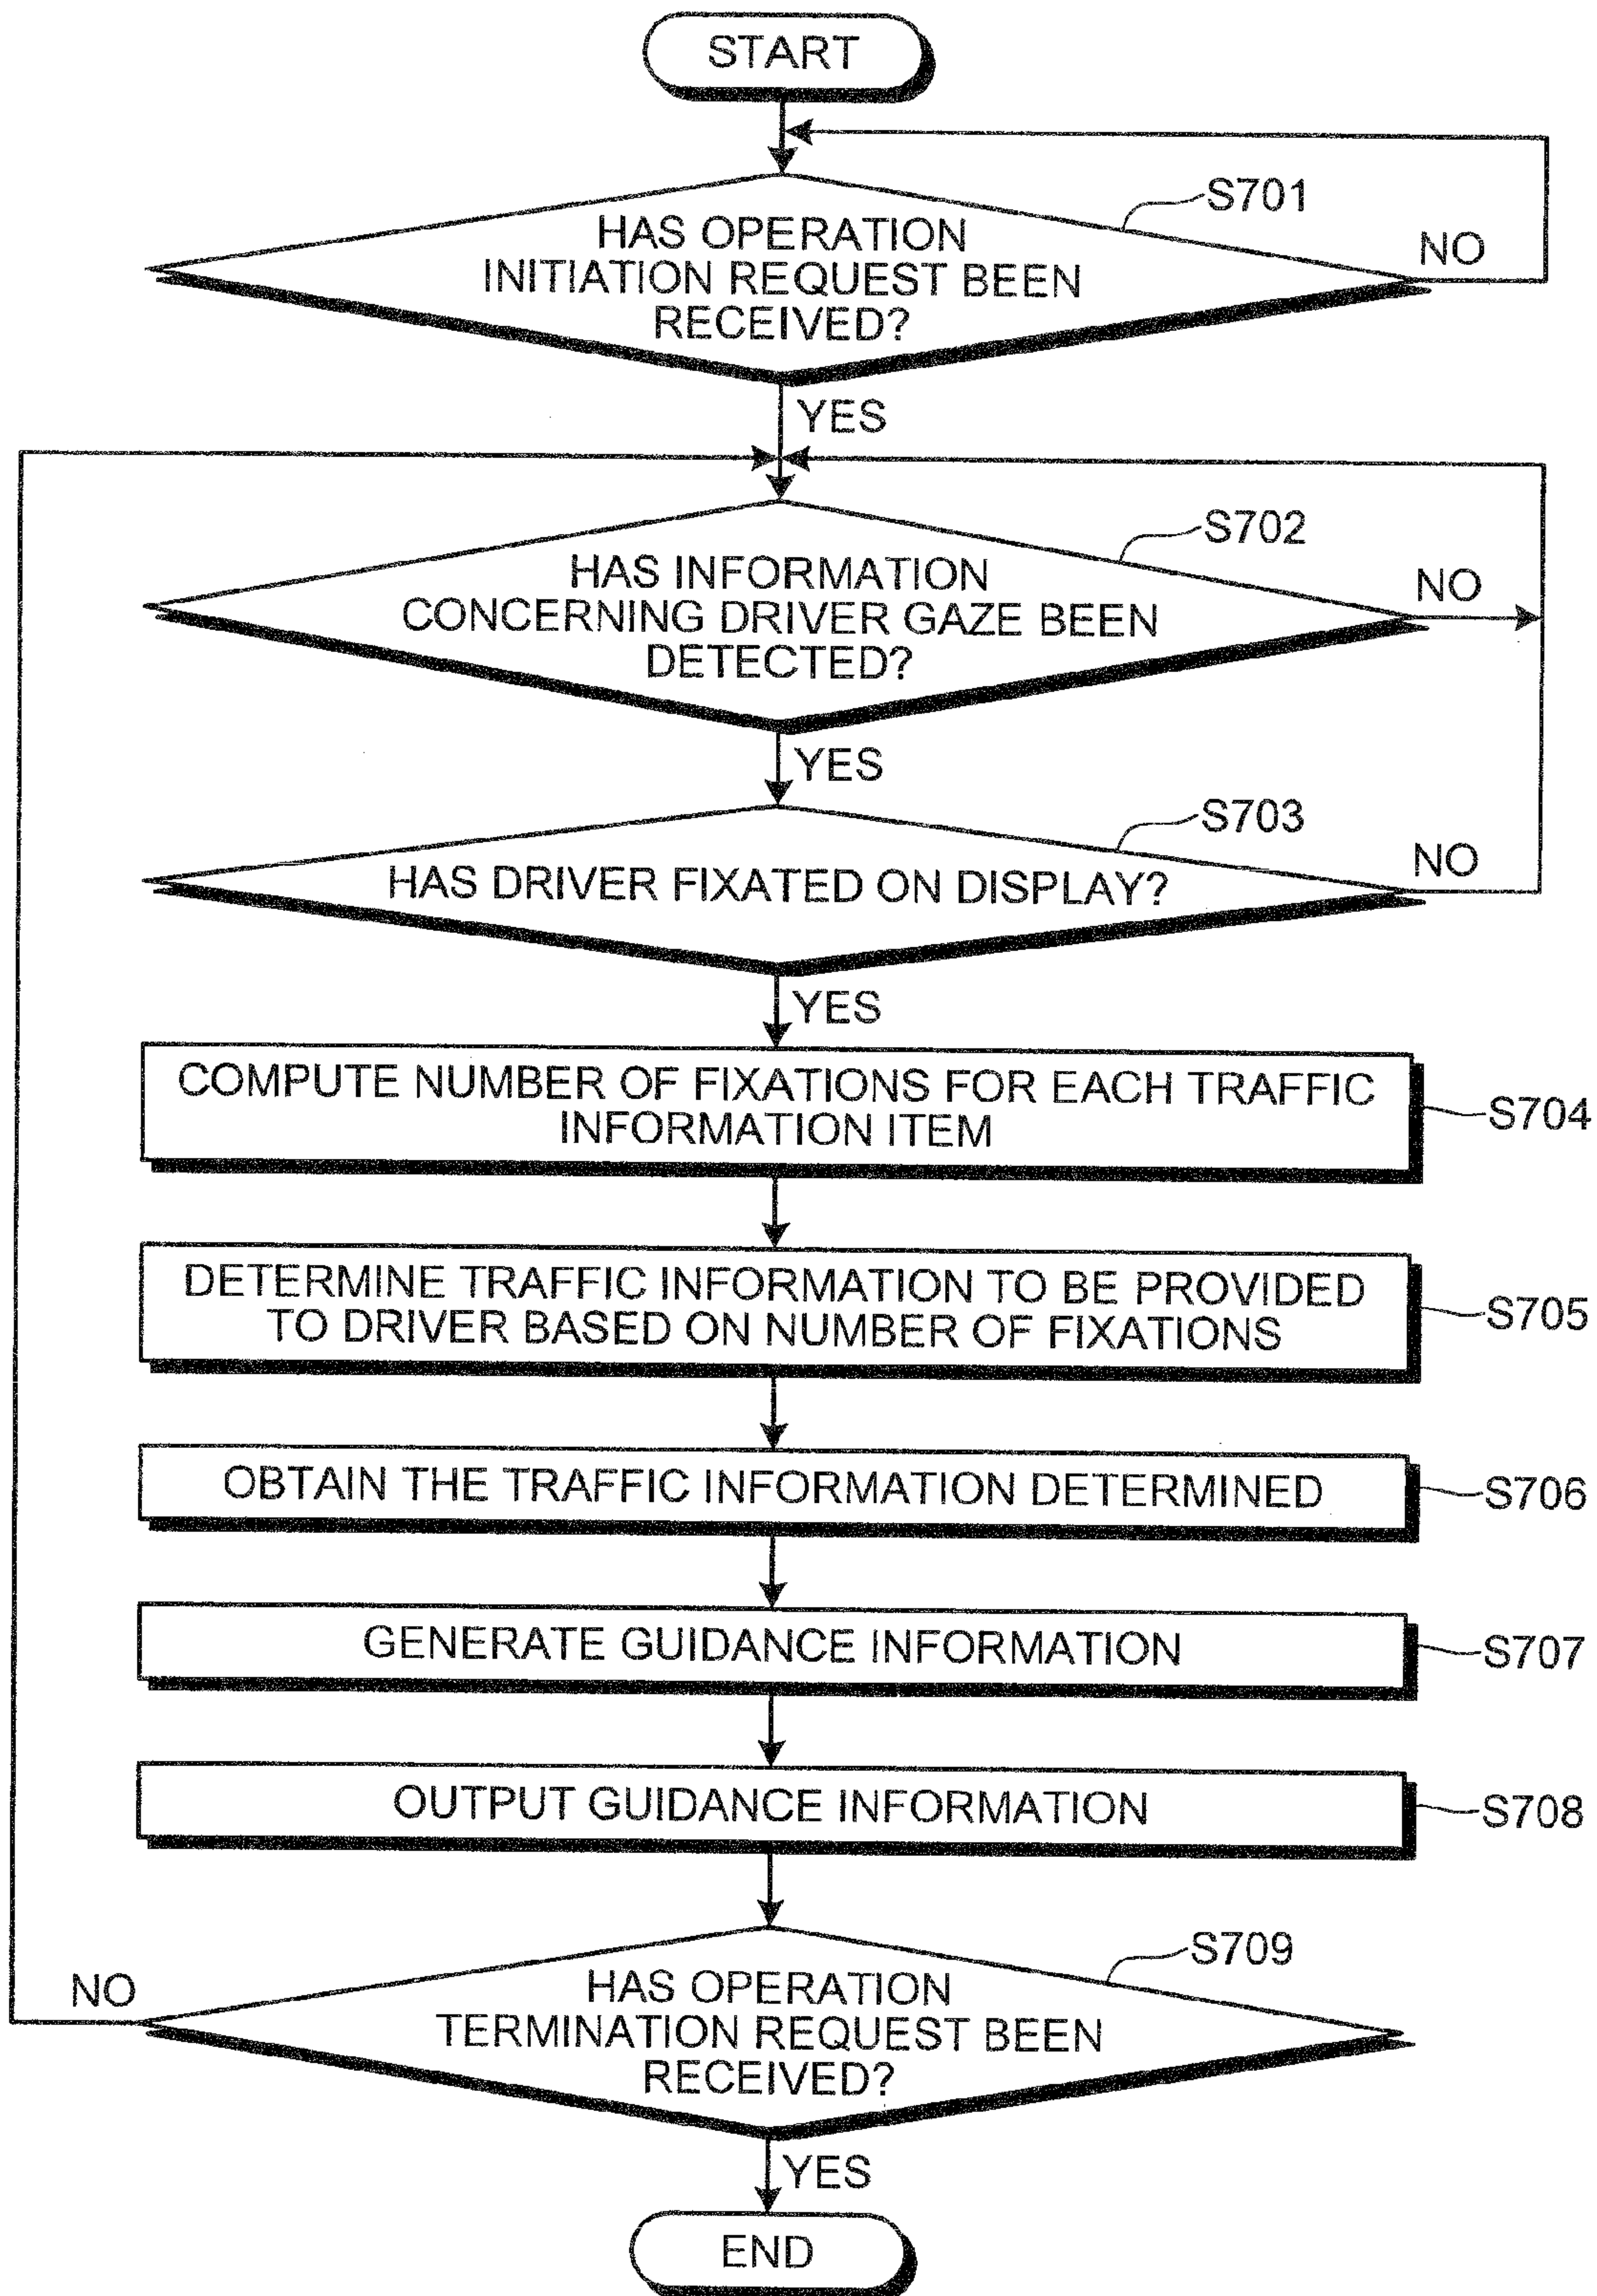 START
S701
HAS OPERATION
INITIATION REQUEST BEEN
RECEIVED?
NO
YES
S702
HAS INFORMATION
CONCERNING DRIVER GAZE BEEN
DETECTED?
NO
YES
S703
HAS DRIVER FIXATED ON DISPLAY?
NO
YES
COMPUTE NUMBER OF FIXATIONS FOR EACH TRAFFIC
INFORMATION ITEM
S704
DETERMINE TRAFFIC INFORMATION TO BE PROVIDED
TO DRIVER BASED ON NUMBER OF FIXATIONS
S705
OBTAIN THE TRAFFIC INFORMATION DETERMINED
S706
GENERATE GUIDANCE INFORMATION
S707
OUTPUT GUIDANCE INFORMATION
S708
S709
NO
HAS OPERATION
TERMINATION REQUEST BEEN
RECEIVED?
YES
END